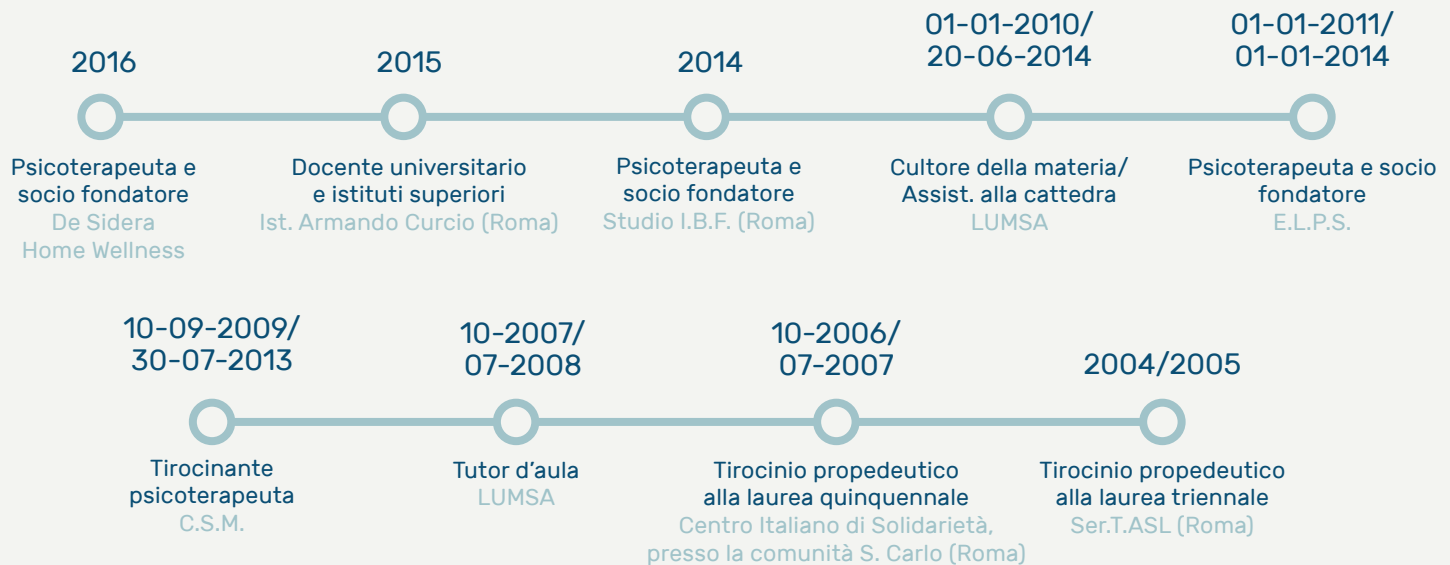 2016
Psicoterapeuta e
socio fondatore
De Sidera
Home Wellness
2015
Docente universitario
e istituti superiori
Ist. Armando Curcio (Roma)
2014
Psicoterapeuta e
socio fondatore
Studio I.B.F. (Roma)
01-01-2010/
20-06-2014
Cultore della materia/
Assist. alla cattedra
LUMSA
01-01-2011/
01-01-2014
Psicoterapeuta e socio
fondatore
E.L.P.S.
10-09-2009/
30-07-2013
Tirocinante
psicoterapeuta
C.S.M.
10-2007/
07-2008
Tutor d'aula
LUMSA
10-2006/
07-2007
Tirocinio propedeutico
alla laurea quinquennale
Centro Italiano di Solidarietà,
presso la comunità S. Carlo (Roma)
2004/2005
Tirocinio propedeutico
alla laurea triennale
Ser.T.ASL (Roma)